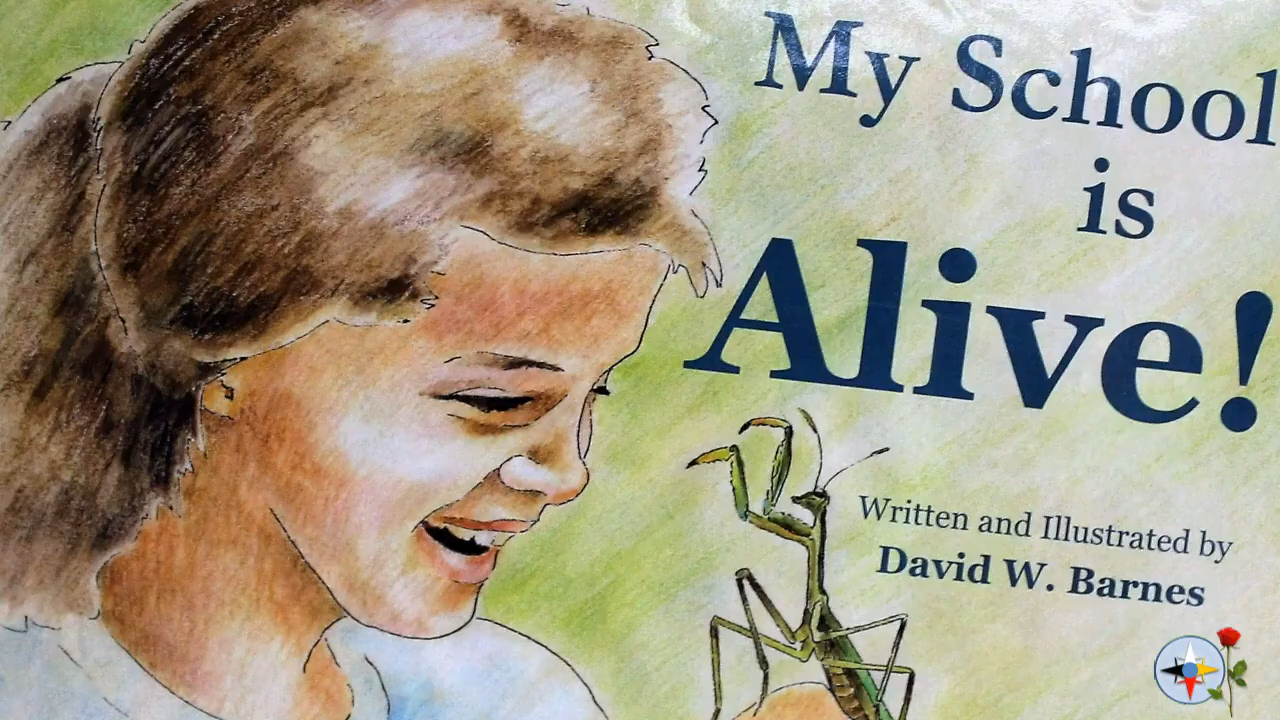 My School
is
Alive!
Written and Illustrated by
David W. Barnes